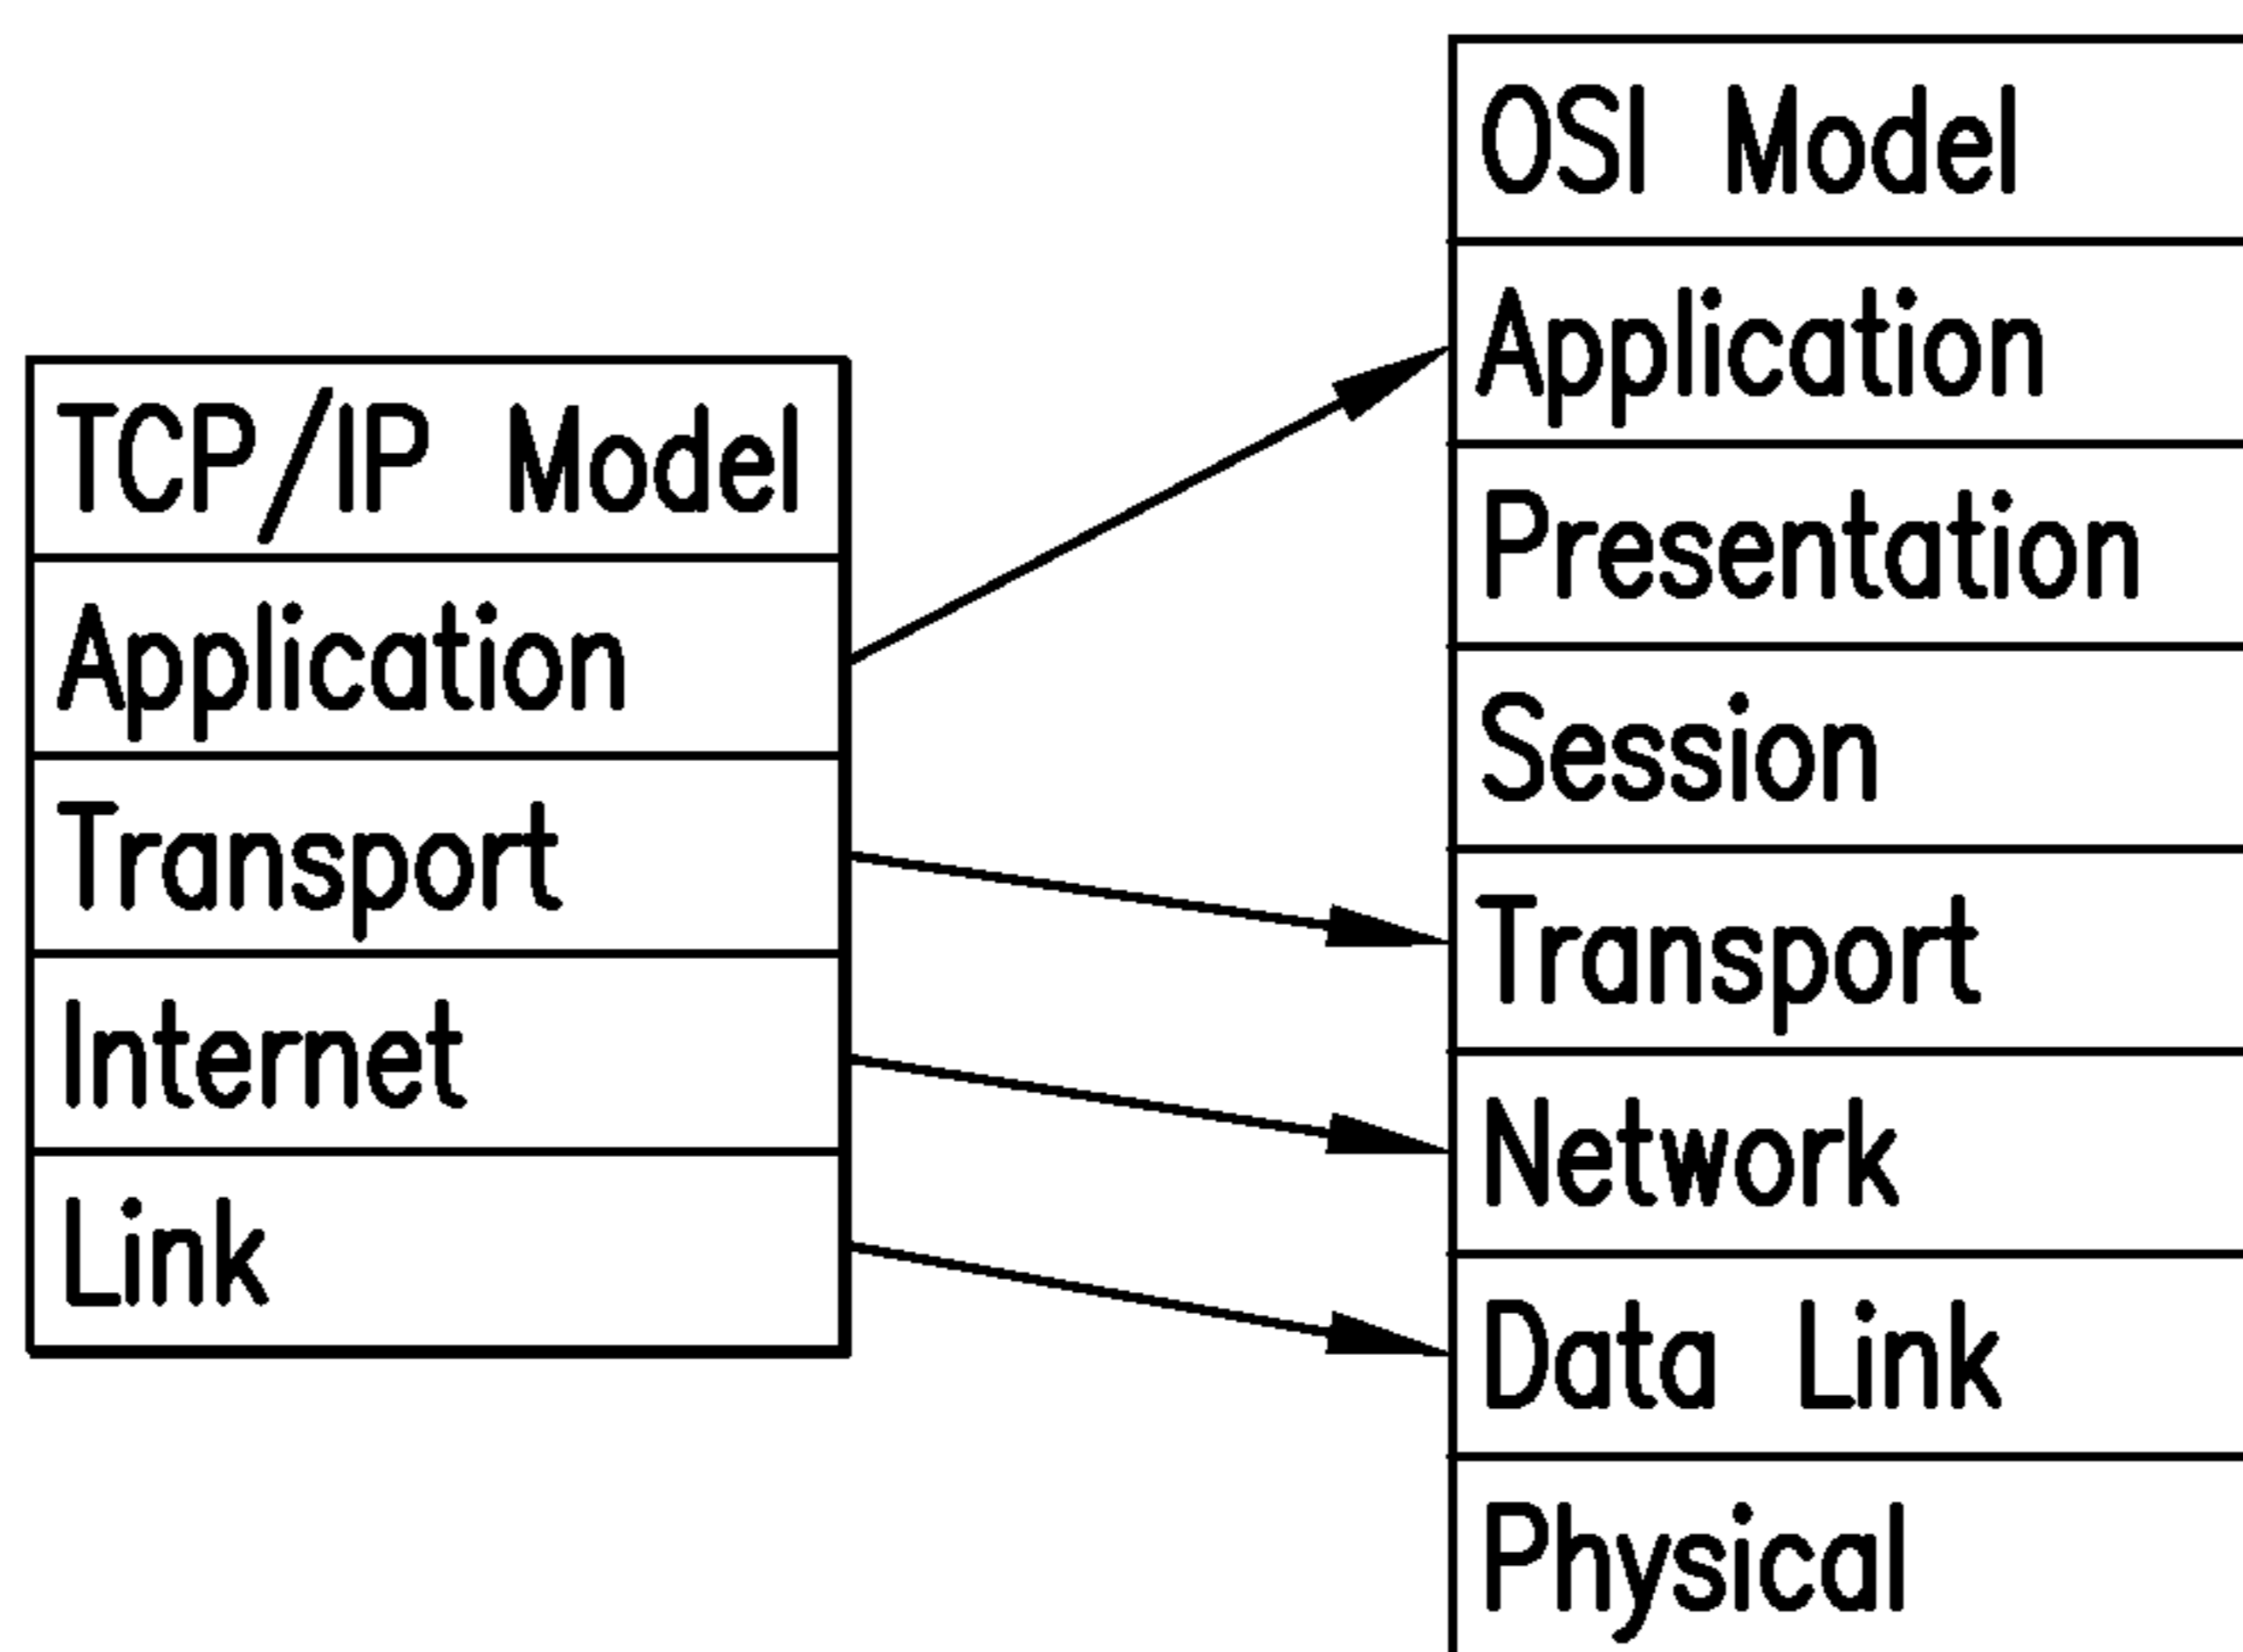 TCP/IP Model
Application
Transport
Internet
Link
OSI Model
Application
Presentation
Session
Transport
Network
Data Link
Physical